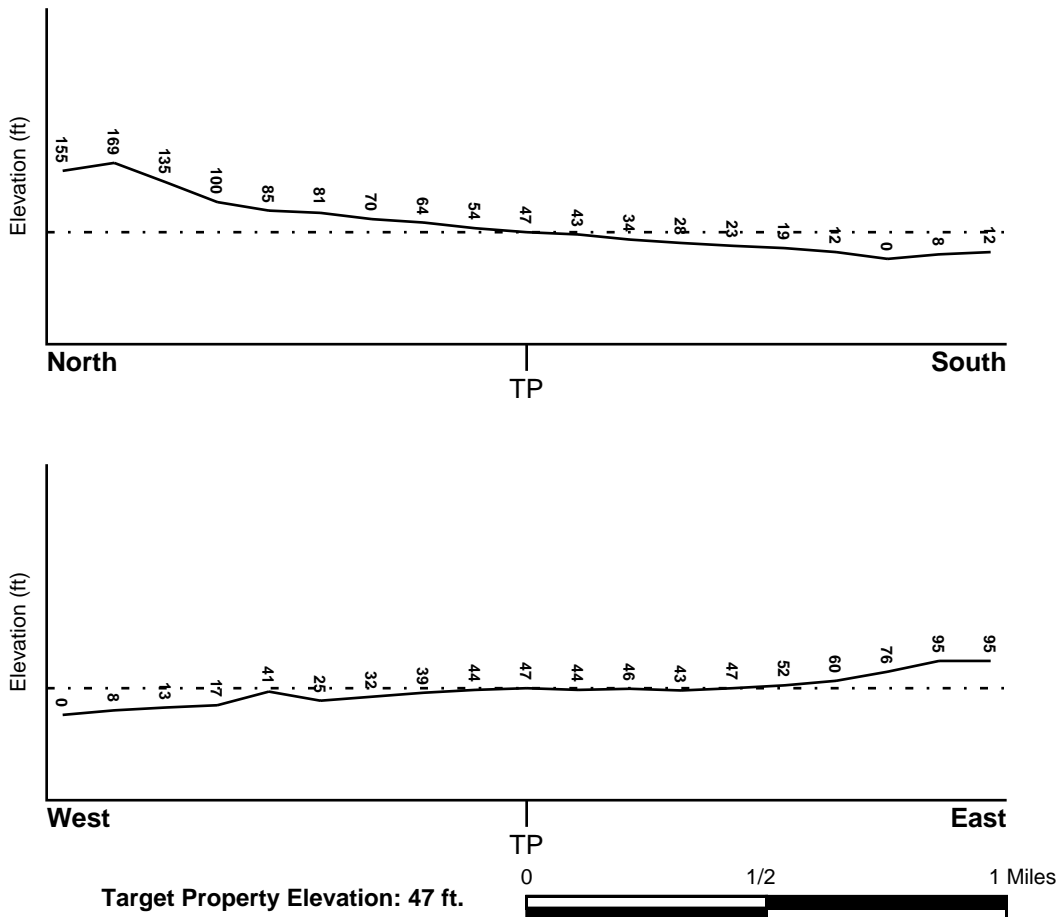 Elevation (ft)
155 169 135 100 85 81 70 64 54 47 43 34 28 23 19 12 0 8 12
North South
TP
Elevation (ft)
0 8 13 17 41 25 32 39 44 47 44 46 43 47 52 60 76 95 95
West East
TP
0 1/2 1 Miles
Target Property Elevation: 47 ft.